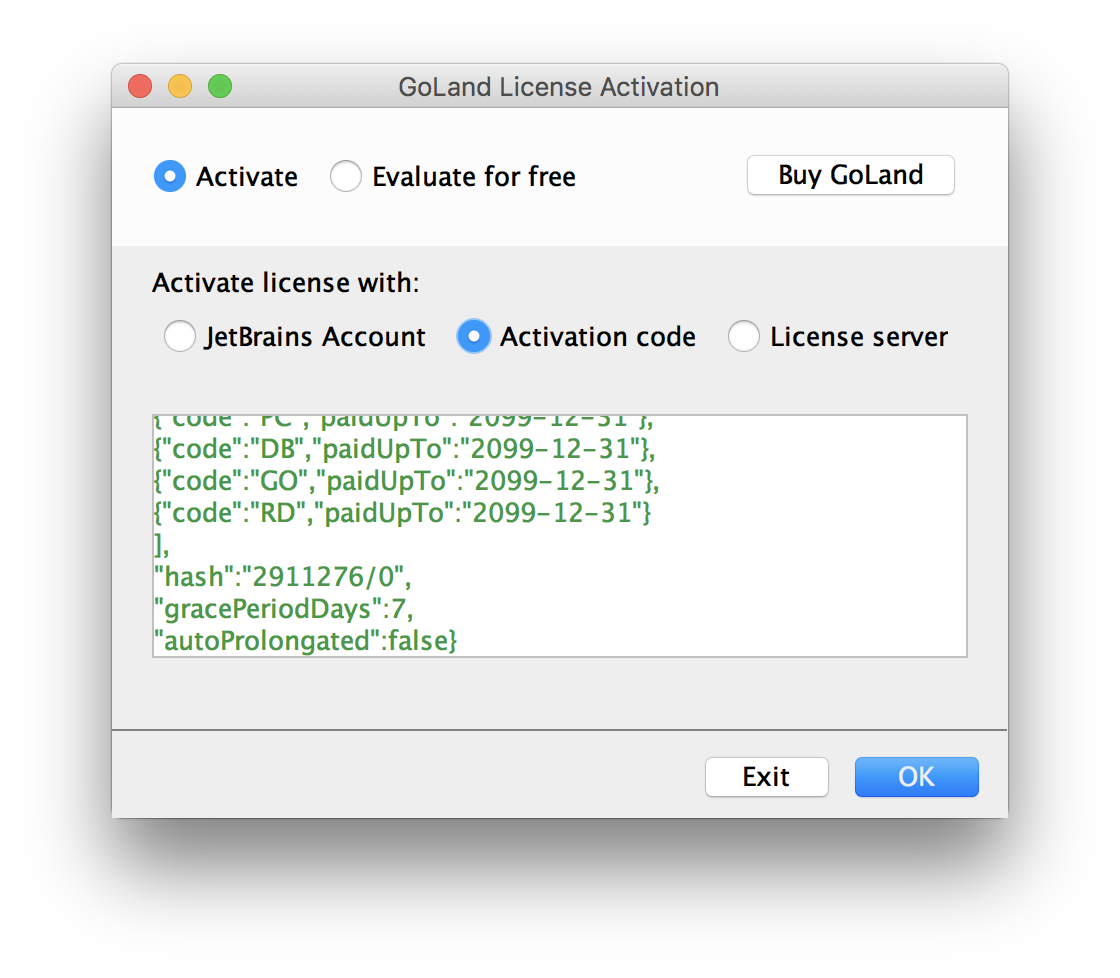 GoLand License Activation
Activate Evaluate for free Buy GoLand
Activate license with:
JetBrains Account Activation code License server
{"code":"PC","paidUpTo":"2099-12-31"},
{"code":"DB","paidUpTo":"2099-12-31"},
{"code":"GO","paidUpTo":"2099-12-31"},
{"code":"RD","paidUpTo":"2099-12-31"}
],
"hash":"2911276/0",
"gracePeriodDays":7,
"autoProlongated":false}
Exit OK